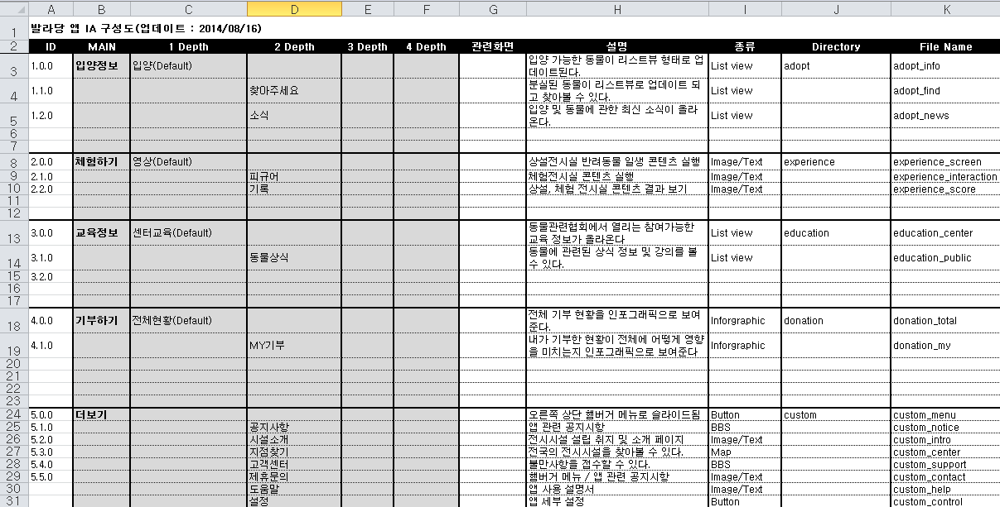 A B C D E F G H I J K
1 발라당 앱 IA 구성도(업데이트 : 2014/08/16)
2 ID MAIN 1 Depth 2 Depth 3 Depth 4 Depth 관련화면 설명 종류 Directory File Name
3 1.0.0 입양정보 입양(Default) 입양 가능한 동물이 리스트뷰 형태로 업 List view adopt adopt_info
데이트된다.
4 1.1.0 찾아주세요 분실된 동물이 리스트뷰로 업데이트 되 List view adopt_find
고 찾아볼 수 있다.
5 1.2.0 소식 입양 및 동물에 관한 최신 소식이 올라 List view adopt_news
온다.
6
7
8 2.0.0 체험하기 영상(Default) 상설전시실 반려동물 일생 콘텐츠 실행 Image/Text experience experience_screen
9 2.1.0 피규어 체험전시실 콘텐츠 실행 Image/Text experience_interaction
10 2.2.0 기록 상설, 체험 전시실 콘텐츠 결과 보기 Image/Text experience_score
11
12
13 3.0.0 교육정보 센터교육(Default) 동물관련협회에서 열리는 참여가능한 List view education education_center
교육 정보가 올라온다
14 3.1.0 동물상식 동물에 관련된 상식 정보 및 강의를 볼 List view education_public
수 있다.
15 3.2.0
16
17
18 4.0.0 기부하기 전체현황(Default) 전체 기부 현황을 인포그래픽으로 보여 Inforgraphic donation donation_total
준다.
19 4.1.0 MY기부 내가 기부한 현황이 전체에 어떻게 영향 Inforgraphic donation_my
을 미치는지 인포그래픽으로 보여준다
20
21
22
23
24 5.0.0 더보기 오른쪽 상단 햄버거 메뉴로 슬라이드됨 Button custom custom_menu
25 5.1.0 공지사항 앱 관련 공지사항 BBS custom_notice
26 5.2.0 시설소개 전시시설 설립 취지 및 소개 페이지 Image/Text custom_intro
27 5.3.0 지점찾기 전국의 전시시설을 찾아볼 수 있다. Map custom_center
28 5.4.0 고객센터 불만사항을 접수할 수 있다. BBS custom_support
29 5.5.0 제휴문의 햄버거 메뉴 / 앱 관련 공지시항 Image/Text custom_contact
30 도움말 앱 사용 설명서 Image/Text custom_help
31 설정 앱 세부 설정 Button custom_control